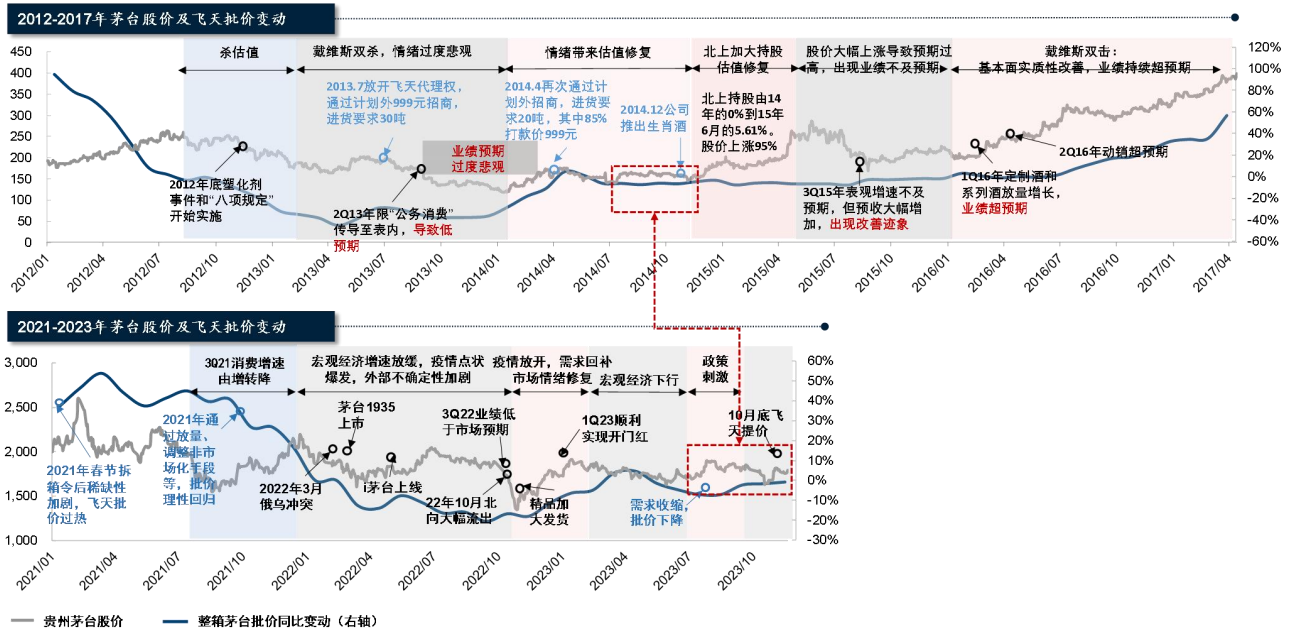 2012-2017年茅台股价及飞天批价变动
450
400
350
300
250
200
150
100
50
0
120%
100%
80%
60%
40%
20%
0%
-20%
-40%
-60%
杀估值
戴维斯双杀，情绪过度悲观
情绪带来估值修复
北上加大持股
估值修复
股价大幅上涨导致预期过
高，出现业绩不及预期
戴维斯双击：
基本面实质性改善，业绩持续超预期
2012年底塑化剂
事件和“八项规定”
开始实施
2013.7放开飞天代理权，
通过计划外999元招商，
进货要求30吨
2Q13年限“公务消费”
传导至表内，导致低
预期
业绩预期
过度悲观
2014.4再次通过计
划外招商，进货要
求20吨，其中85%
打款价999元
2014.12公司
推出生肖酒
北上持股由14
年的0%到15年
6月的5.61%。
股价上涨95%
3Q15年表观增速不及
预期，但预收大幅增
加，出现改善迹象
1Q16年定制酒和
系列酒放量增长，
业绩超预期
2Q16年动销超预期
2012/01
2012/04
2012/07
2012/10
2013/01
2013/04
2013/07
2013/10
2014/01
2014/04
2014/07
2014/10
2015/01
2015/04
2015/07
2015/10
2016/01
2016/04
2016/07
2016/10
2017/01
2017/04
2021-2023年茅台股价及飞天批价变动
3,000
2,500
2,000
1,500
1,000
60%
50%
40%
30%
20%
10%
0%
-10%
-20%
-30%
3Q21消费增速
由增转降
宏观经济增速放缓，疫情点状
爆发，外部不确定性加剧
疫情放开，需求回补
市场情绪修复
宏观经济下行
政策
刺激
2021年春节拆
箱令后稀缺性
加剧，飞天批
价过热
2021年通
过放量、
调整非市
场化手段
等，批价
理性回归
2022年3月
俄乌冲突
茅台1935
上市
i茅台上线
3Q22业绩低
于市场预期
22年10月北
向大幅流出
精品加
大发货
1Q23顺利
实现开门红
需求收缩，
批价下降
10月底飞
天提价
2021/01
2021/04
2021/07
2021/10
2022/01
2022/04
2022/07
2022/10
2023/01
2023/04
2023/07
2023/10
贵州茅台股价
整箱茅台批价同比变动（右轴）